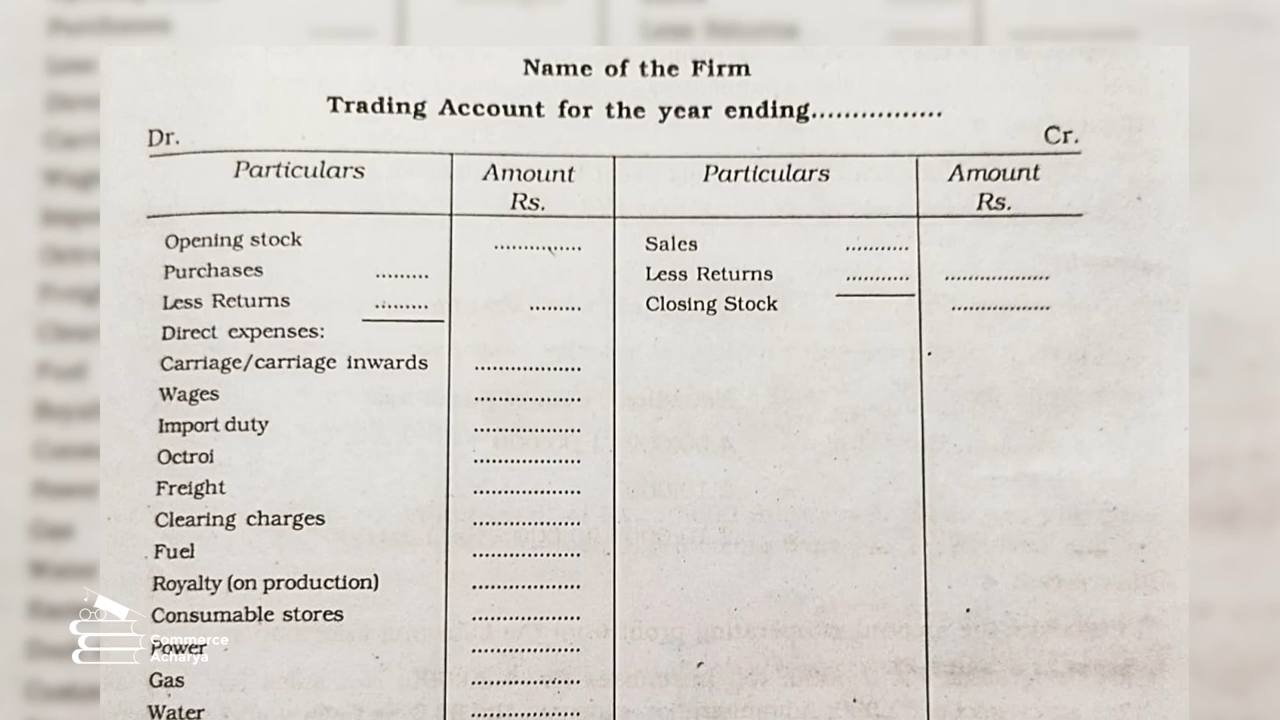 Name of the Firm
Trading Account for the year ending................
Dr. Cr.
Particulars Amount Rs. Particulars Amount Rs.
Opening stock .............. Sales ...........
Purchases ......... Less Returns ........... ..................
Less Returns ......... ......... Closing Stock .................
Direct expenses:
Carriage/carriage inwards ..................
Wages ..................
Import duty ..................
Octroi ..................
Freight ..................
Clearing charges ..................
Fuel ..................
Royalty (on production) ..................
Consumable stores ..................
Power ..................
Gas ..................
Water ..................
Commerce
Acharya